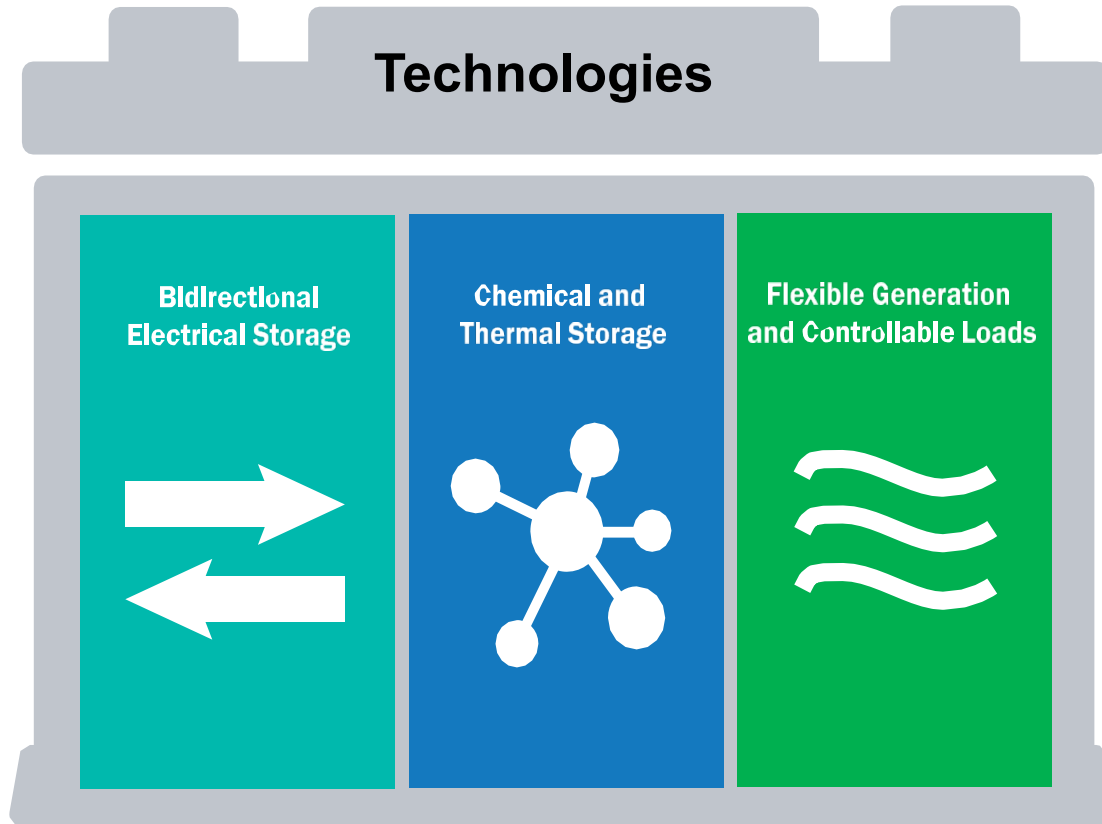 Technologies
Bidirectional
Electrical Storage
Chemical and
Thermal Storage
Flexible Generation
and Controllable Loads